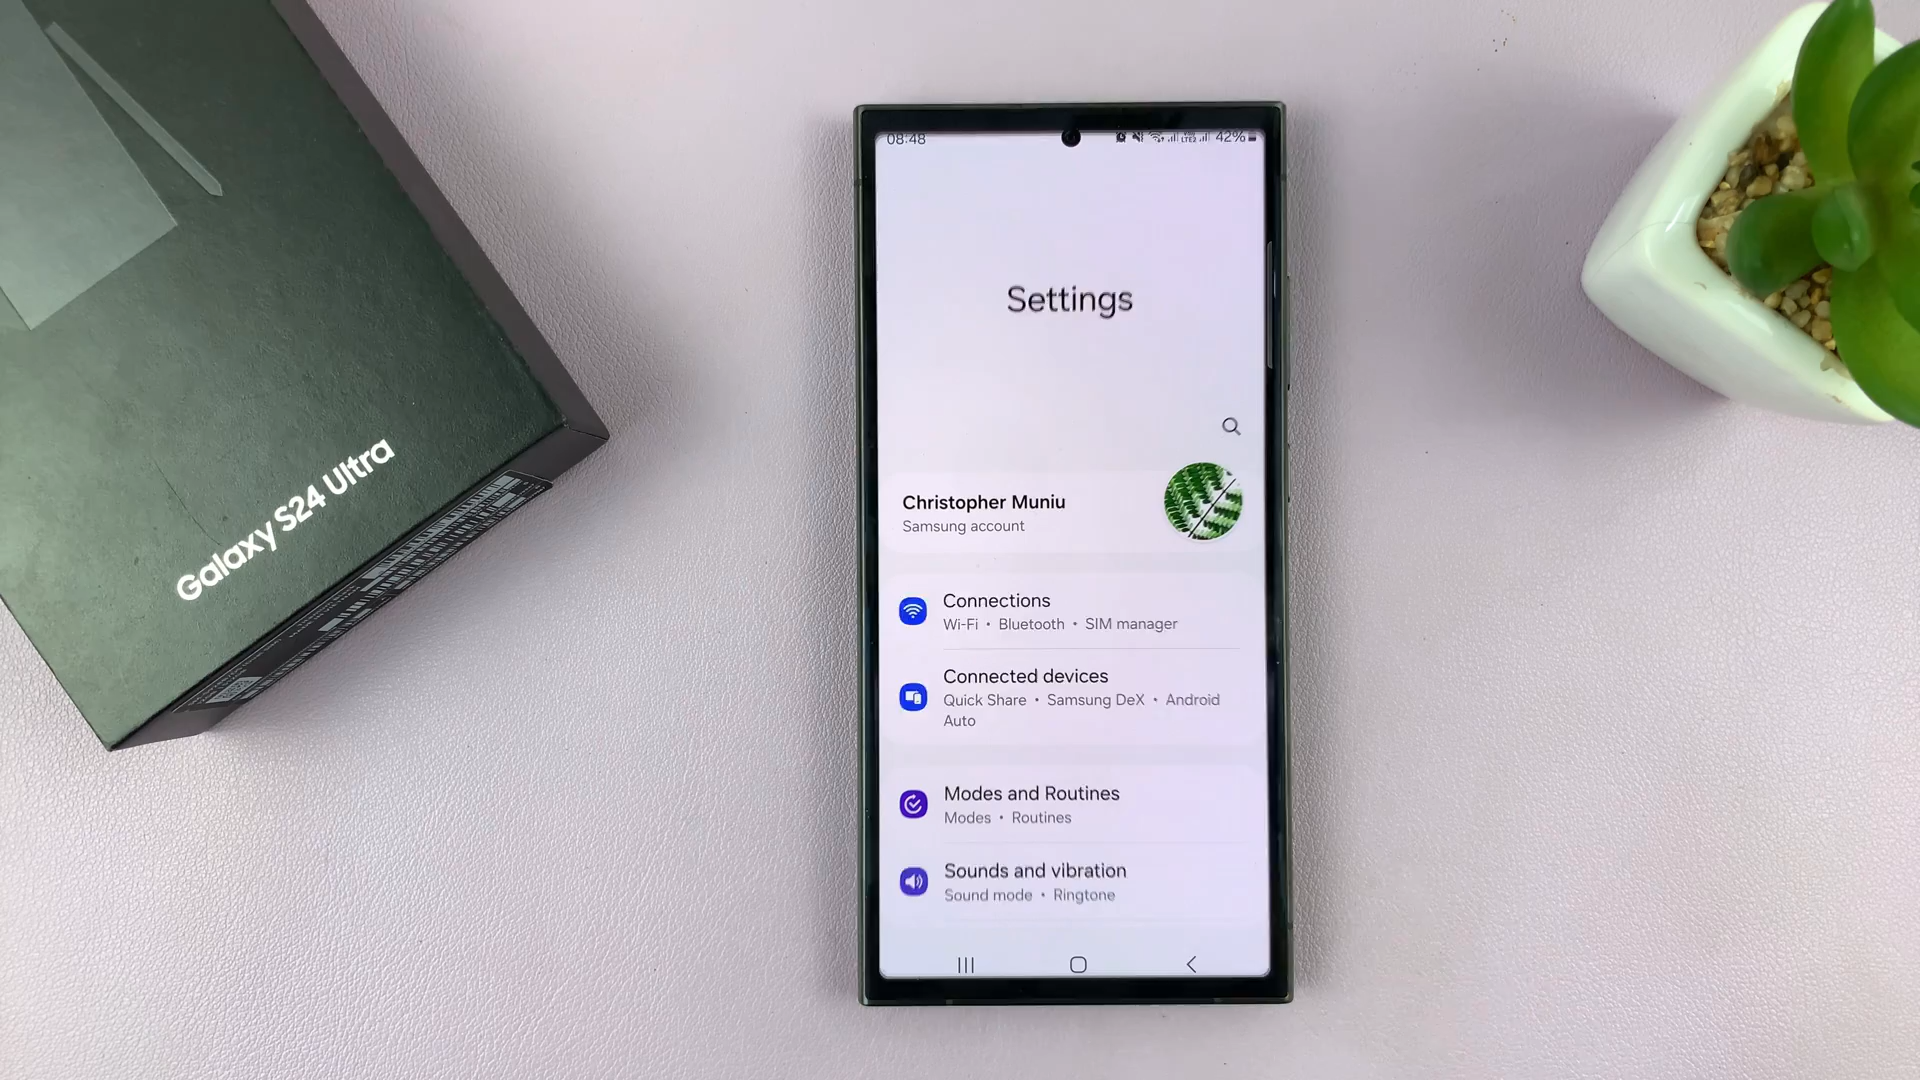 Galaxy S24 Ultra
08:48
42%
Settings
Christopher Muniu
Samsung account
Connections
Wi-Fi • Bluetooth • SIM manager
Connected devices
Quick Share • Samsung DeX • Android
Auto
Modes and Routines
Modes • Routines
Sounds and vibration
Sound mode • Ringtone